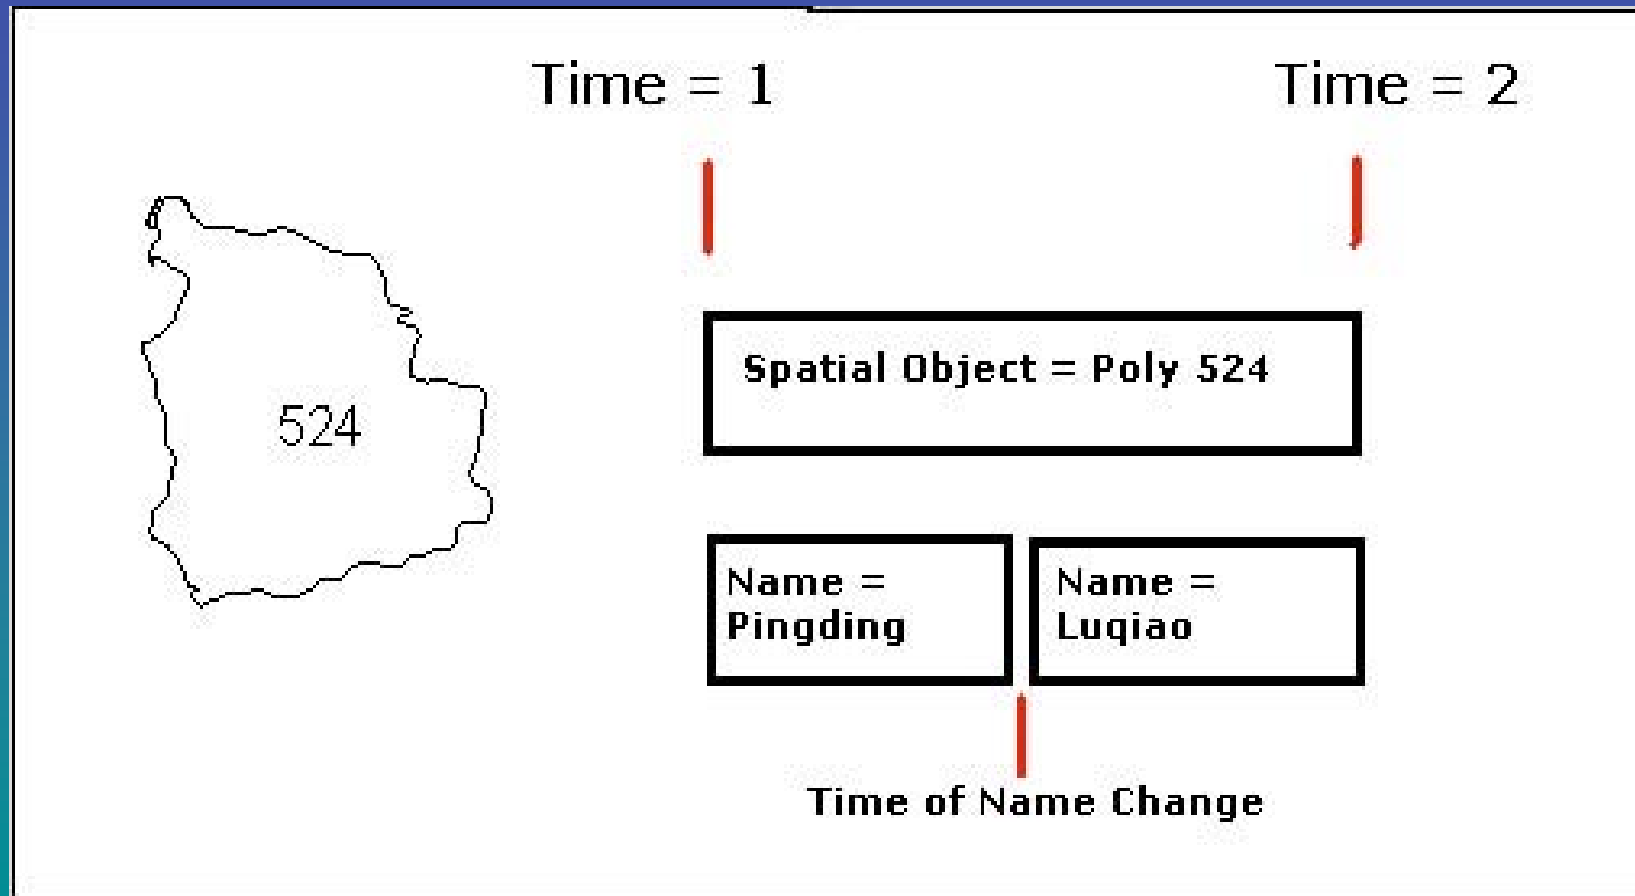 Time = 1
Time = 2
524
Spatial Object = Poly 524
Name =
Pingding
Name =
Luqiao
Time of Name Change